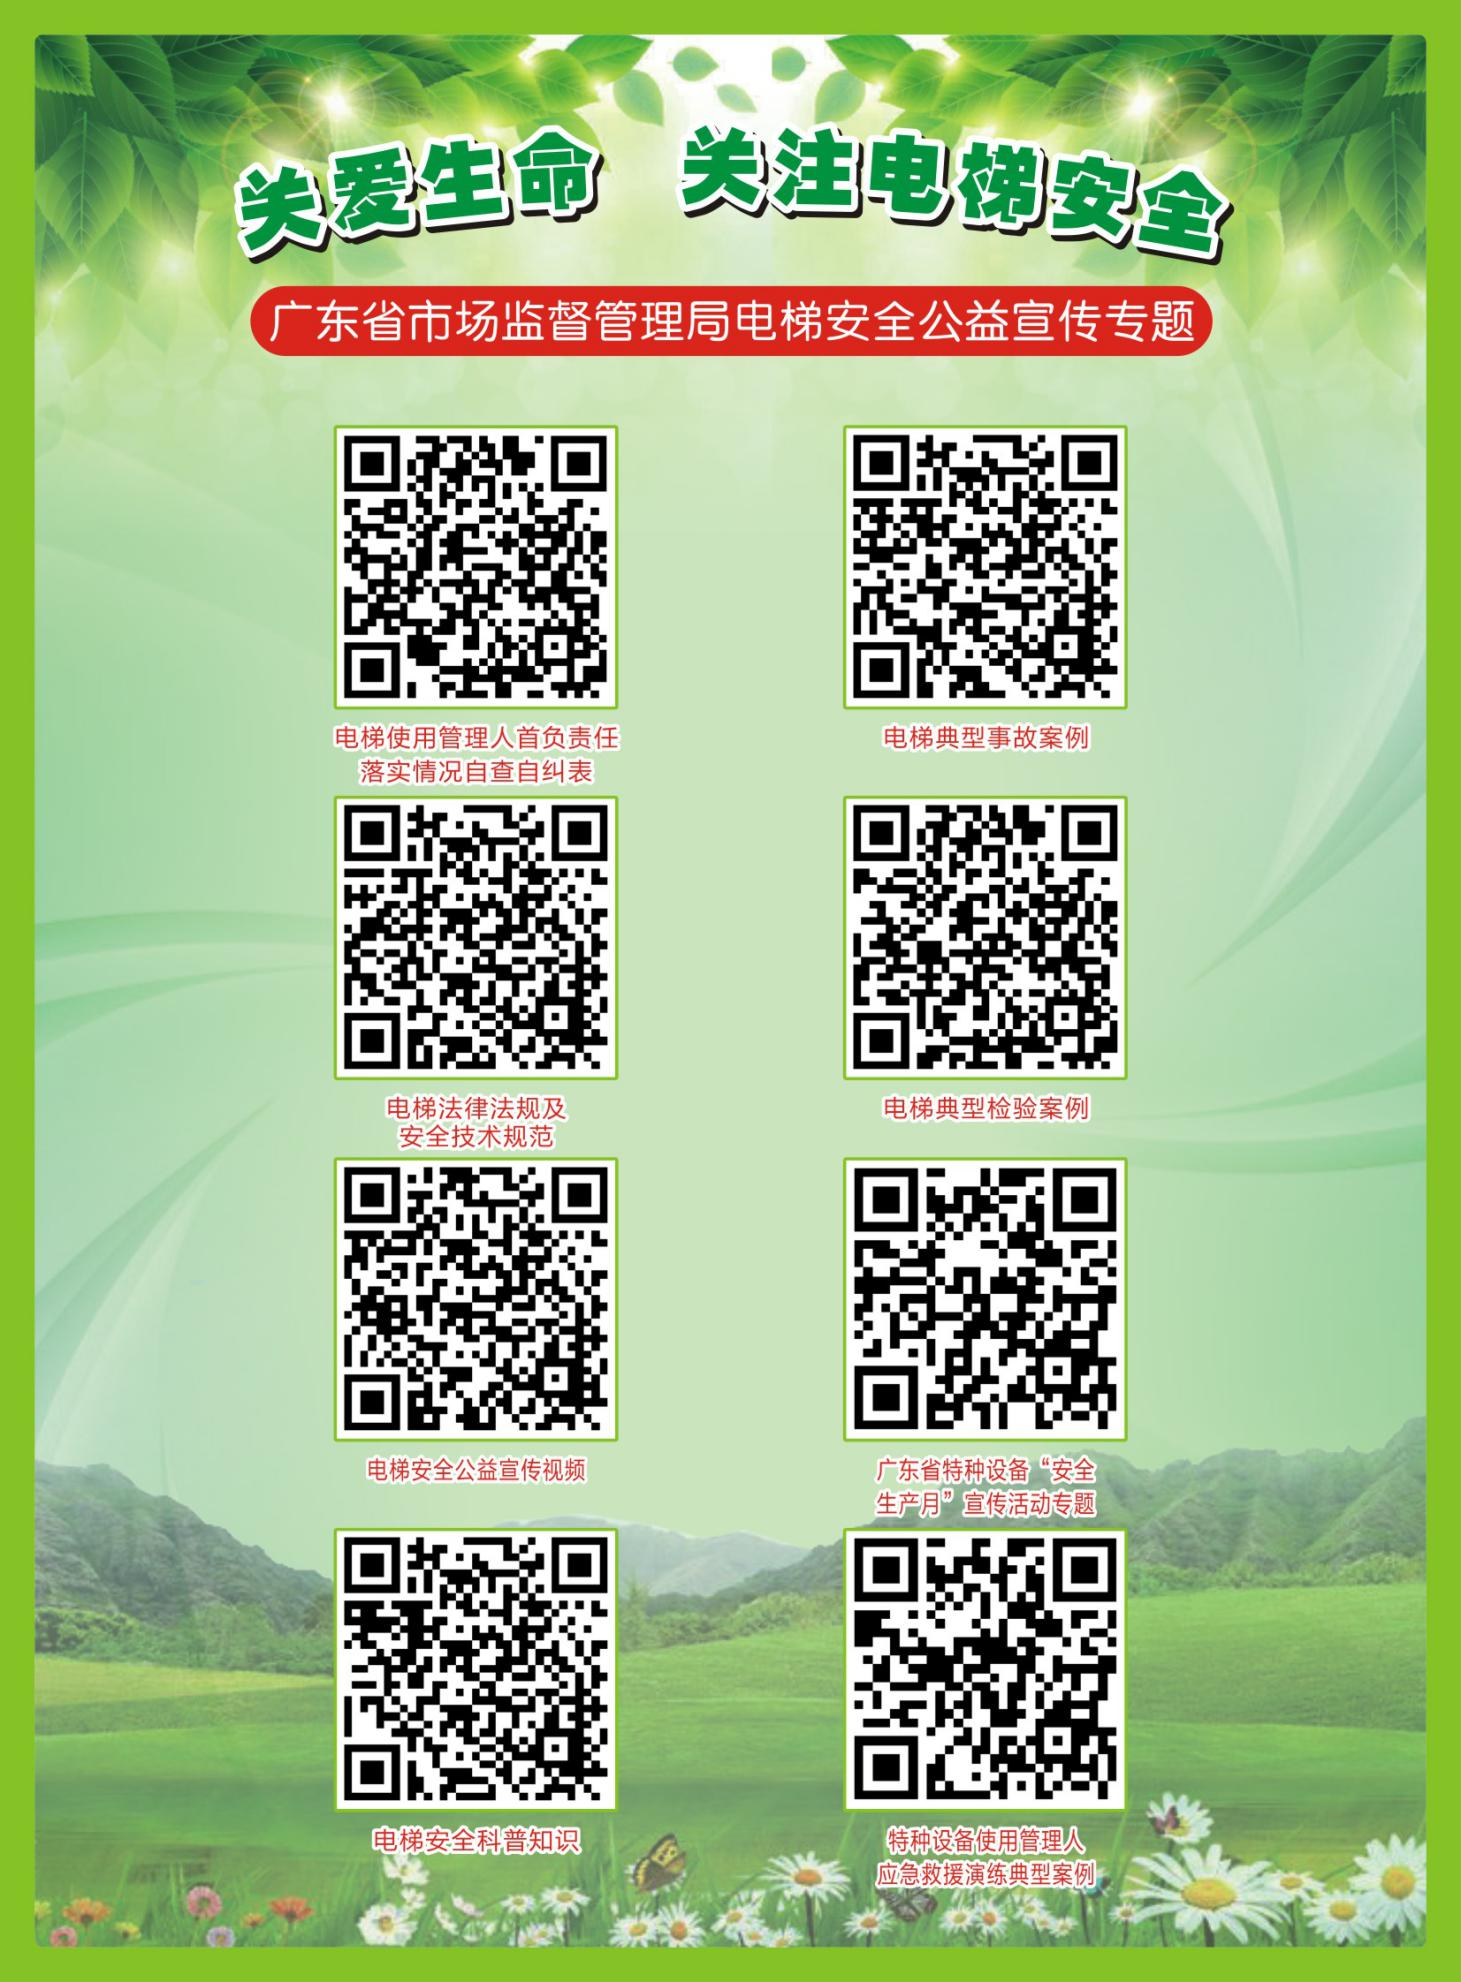 关爱生命 关注电梯安全
广东省市场监督管理局电梯安全公益宣传专题
电梯使用管理人首负责任
落实情况自查自纠表
电梯典型事故案例
电梯法律法规及
安全技术规范
电梯典型检验案例
电梯安全公益宣传视频
广东省特种设备“安全
生产月”宣传活动专题
电梯安全科普知识
特种设备使用管理人
应急救援演练典型案例